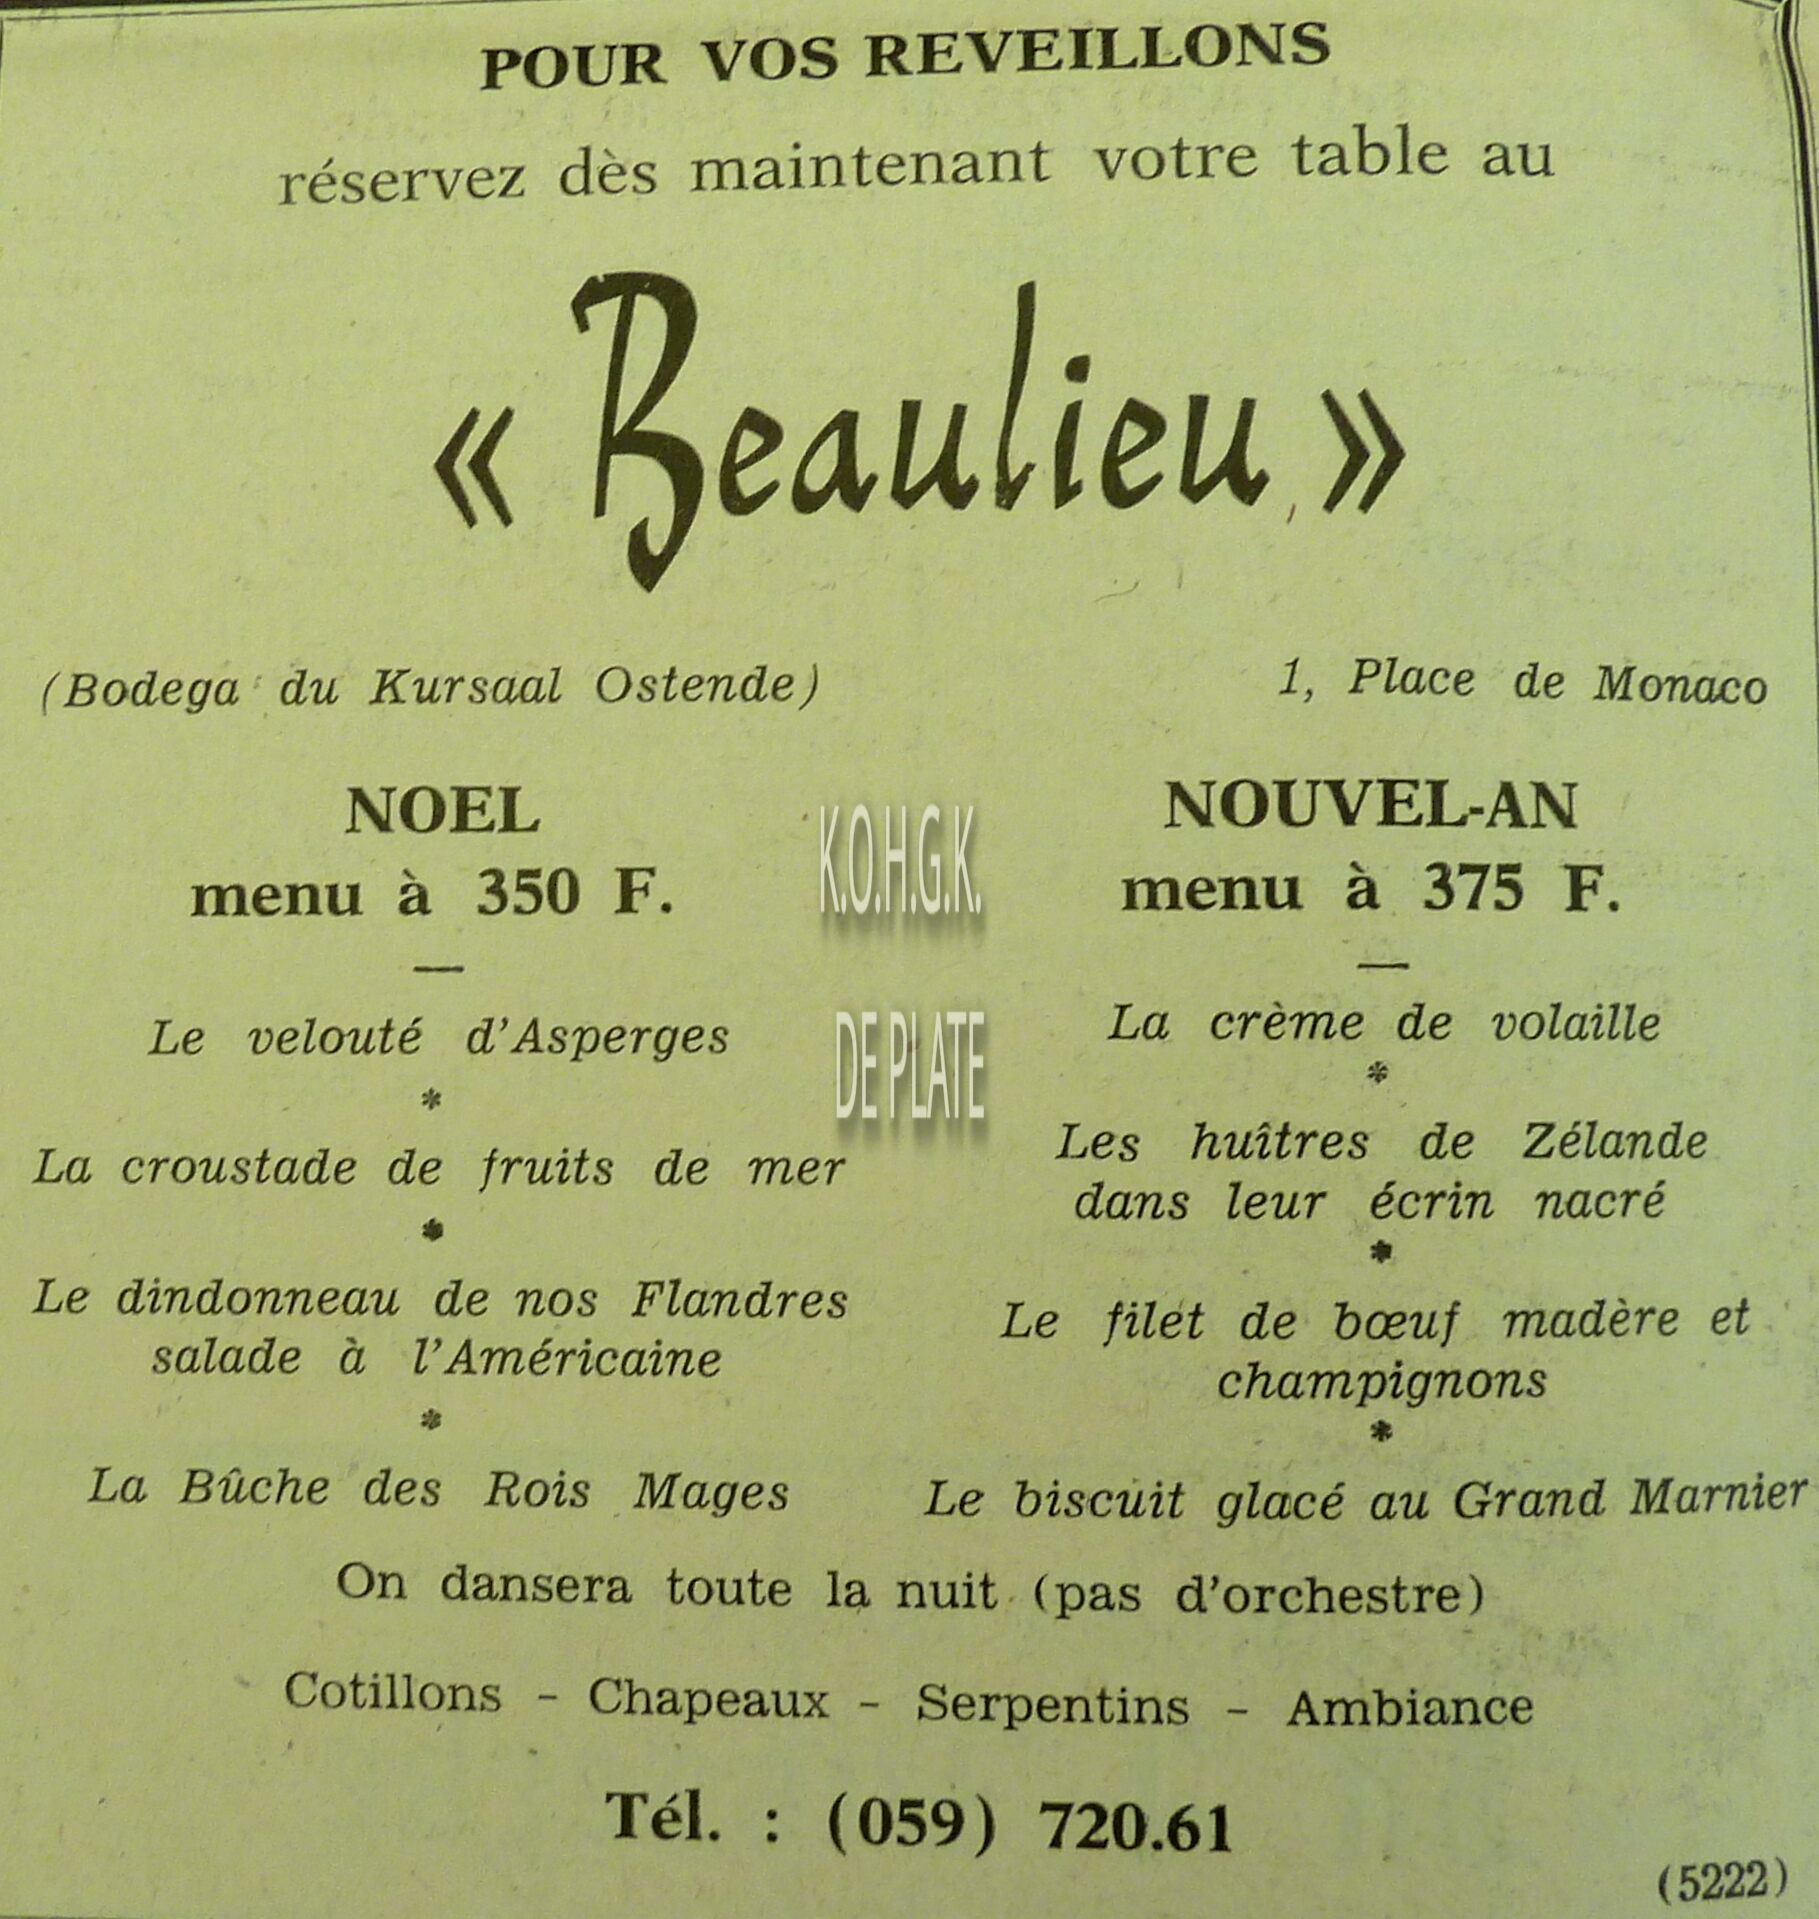 POUR VOS REVEILLONS
réservez dès maintenant votre table au
« Beaulieu »
(Bodega du Kursaal Ostende)
1, Place de Monaco
NOEL
menu à 350 F.
—
Le velouté d'Asperges
*
La croustade de fruits de mer
*
Le dindonneau de nos Flandres
salade à l'Américaine
*
La Bûche des Rois Mages
K.O.H.G.K.
DE PLATE
NOUVEL-AN
menu à 375 F.
—
La crème de volaille
*
Les huîtres de Zélande
dans leur écrin nacré
*
Le filet de bœuf madère et
champignons
*
Le biscuit glacé au Grand Marnier
On dansera toute la nuit (pas d'orchestre)
Cotillons - Chapeaux - Serpentins - Ambiance
Tél. : (059) 720.61
(5222)